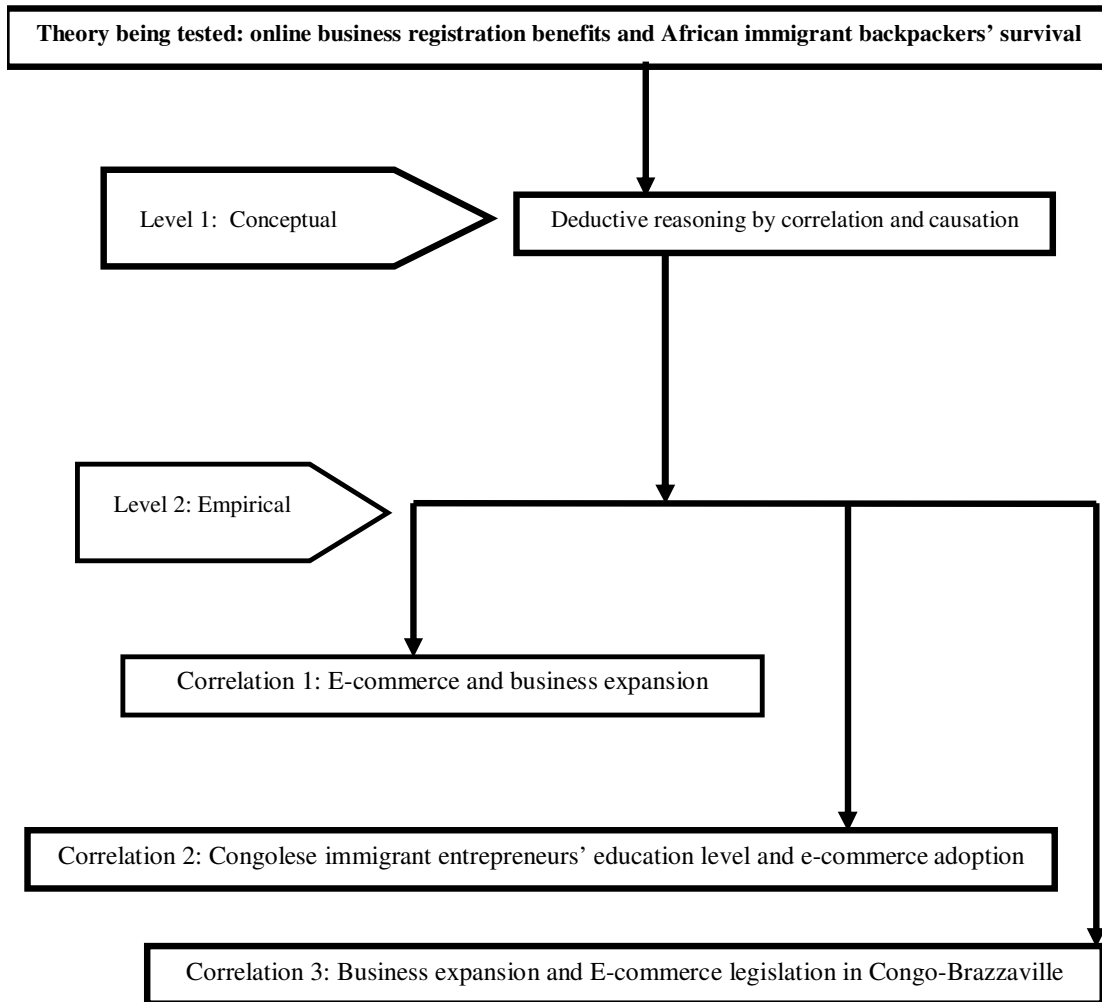 Theory being tested: online business registration benefits and African immigrant backpackers’ survival
Level 1:  Conceptual
Deductive reasoning by correlation and causation
Level 2: Empirical
Correlation 1: E-commerce and business expansion
Correlation 2: Congolese immigrant entrepreneurs’ education level and e-commerce adoption
Correlation 3: Business expansion and E-commerce legislation in Congo-Brazzaville